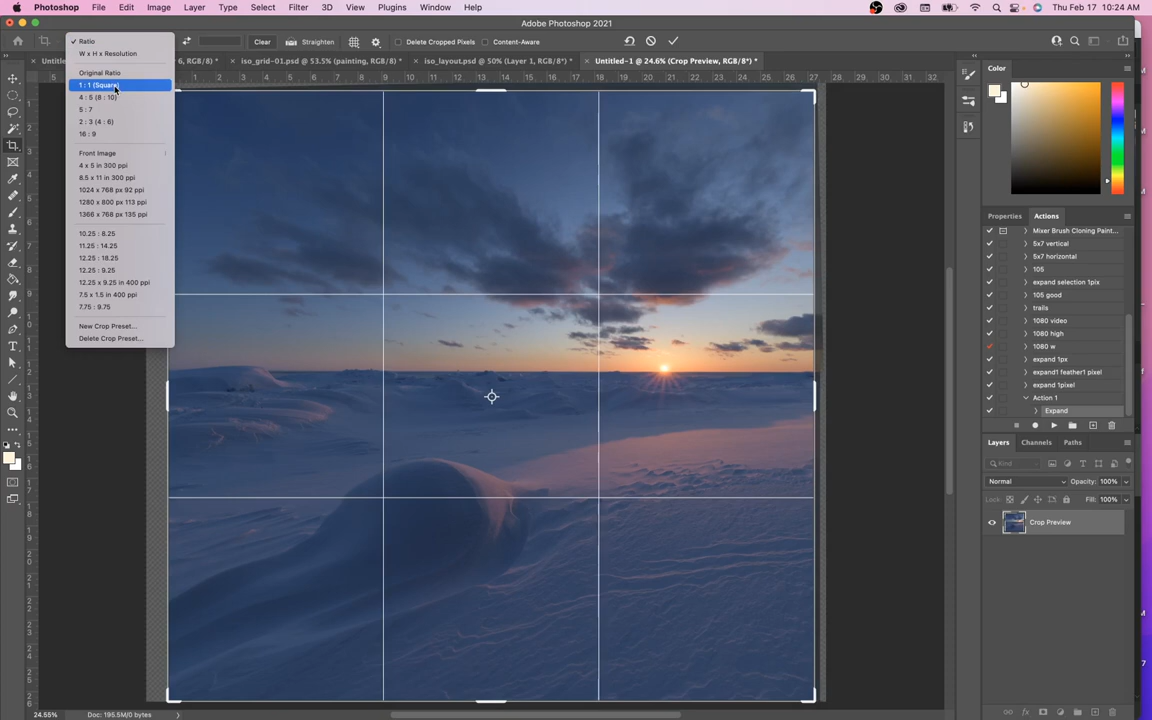 Photoshop File Edit Image Layer Type Select Filter 3D View Plugins Window Help Thu Feb 17 10:24 AM
Adobe Photoshop 2021
Clear Straighten Delete Cropped Pixels Content-Aware
Ratio
W x H x Resolution
Original Ratio
1 : 1 (Square)
4 : 5 (8 : 10)
5 : 7
2 : 3 (4 : 6)
16 : 9
Front Image
4 x 5 in 300 ppi
8.5 x 11 in 300 ppi
1024 x 768 px 92 ppi
1280 x 800 px 113 ppi
1366 x 768 px 135 ppi
10.25 : 8.25
11.25 : 14.25
12.25 : 18.25
12.25 : 9.25
12.25 x 9.25 in 400 ppi
7.5 x 1.5 in 400 ppi
7.75 : 9.75
New Crop Preset...
Delete Crop Preset...
6, RGB/8) * iso_grid-01.psd @ 53.5% (painting, RGB/8) * iso_layout.psd @ 50% (Layer 1, RGB/8*) * Untitled-1 @ 24.6% (Crop Preview, RGB/8*) *
Color
Properties Actions
Mixer Brush Cloning Paint...
5x7 vertical
5x7 horizontal
105
expand selection 1pix
105 good
trails
1080 video
1080 high
1080 w
expand 1px
expand1 feather1 pixel
expand 1pixel
Action 1
Expand
Layers Channels Paths
Kind
Normal Opacity: 100%
Lock: Fill: 100%
Crop Preview
24.55% Doc: 195.5M/0 bytes